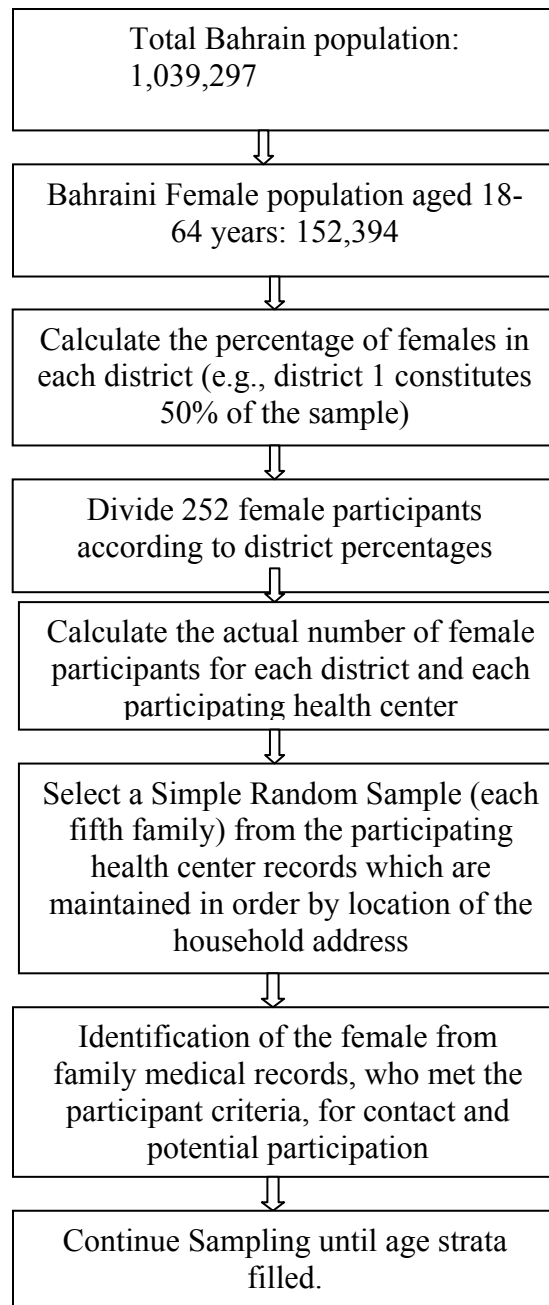 Total Bahrain population:
1,039,297
Bahraini Female population aged 18-
64 years: 152,394
Calculate the percentage of females in
each district (e.g., district 1 constitutes
50% of the sample)
Divide 252 female participants
according to district percentages
Calculate the actual number of female
participants for each district and each
participating health center
Select a Simple Random Sample (each
fifth family) from the participating
health center records which are
maintained in order by location of the
household address
Identification of the female from
family medical records, who met the
participant criteria, for contact and
potential participation
Continue Sampling until age strata
filled.